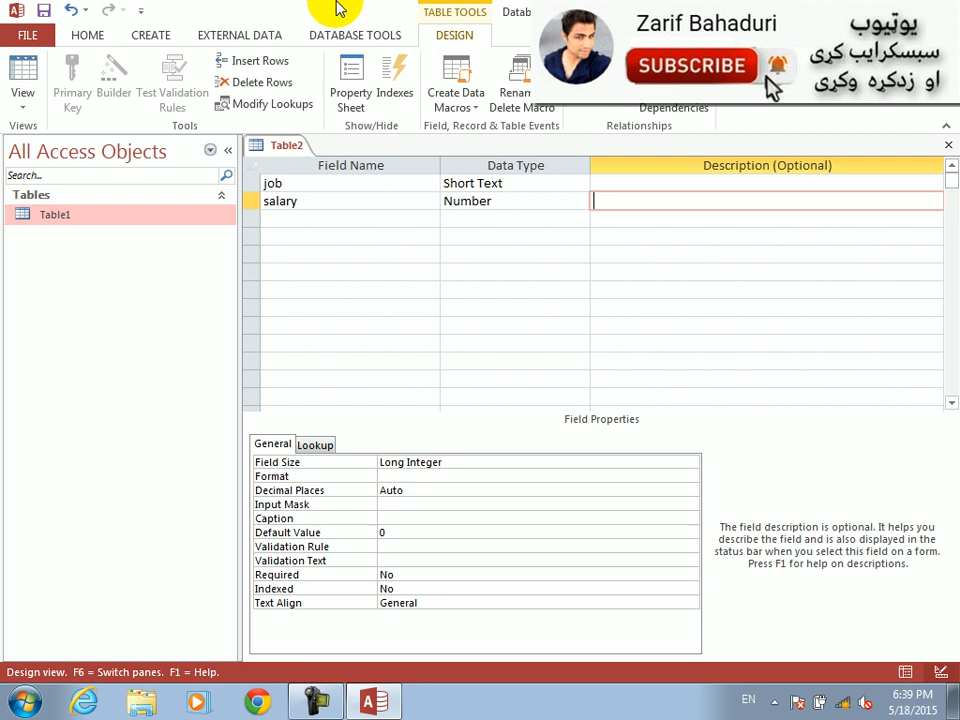 TABLE TOOLS
Datab
FILE
HOME
CREATE
EXTERNAL DATA
DATABASE TOOLS
DESIGN
Zarif Bahaduri
SUBSCRIBE
یوټیوب
سبسکرایب کړی
او زدکړه وکړی
View
Primary Key
Builder
Test Validation Rules
Insert Rows
Delete Rows
Modify Lookups
Property Sheet
Indexes
Create Data Macros
Renam
Delete Macro
Dependencies
Views
Tools
Show/Hide
Field, Record & Table Events
Relationships
All Access Objects
Search...
Tables
Table1
Table2
Field Name
Data Type
Description (Optional)
job
Short Text
salary
Number
Field Properties
General
Lookup
Field Size
Long Integer
Format
Decimal Places
Auto
Input Mask
Caption
Default Value
0
Validation Rule
Validation Text
Required
No
Indexed
No
Text Align
General
The field description is optional. It helps you
describe the field and is also displayed in the
status bar when you select this field on a form.
Press F1 for help on descriptions.
Design view. F6 = Switch panes. F1 = Help.
EN
6:39 PM
5/18/2015